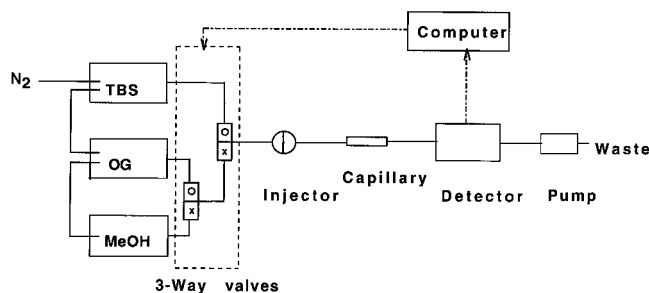 Computer
N2
TBS
O
x
OG
O
x
MeOH
Injector
Capillary
Detector
Pump
Waste
3-Way valves